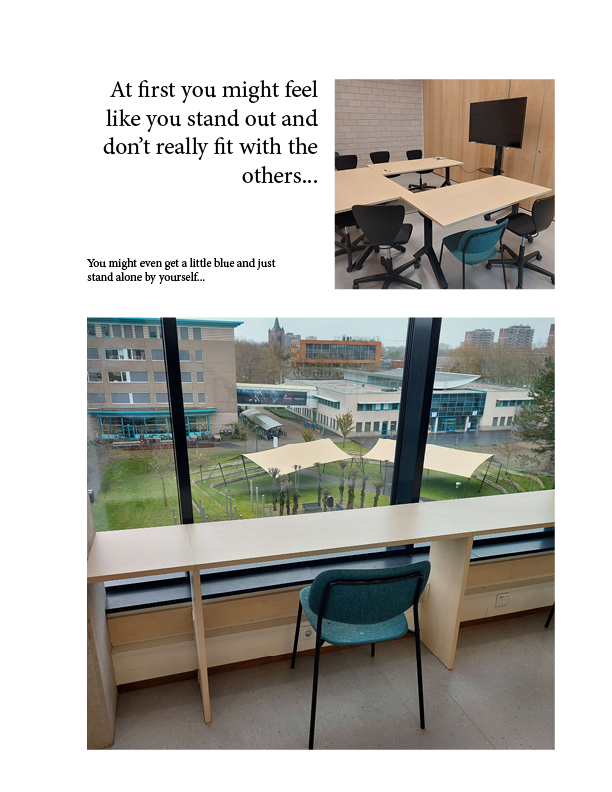 At first you might feel
like you stand out and
don't really fit with the
others...
You might even get a little blue and just
stand alone by yourself...